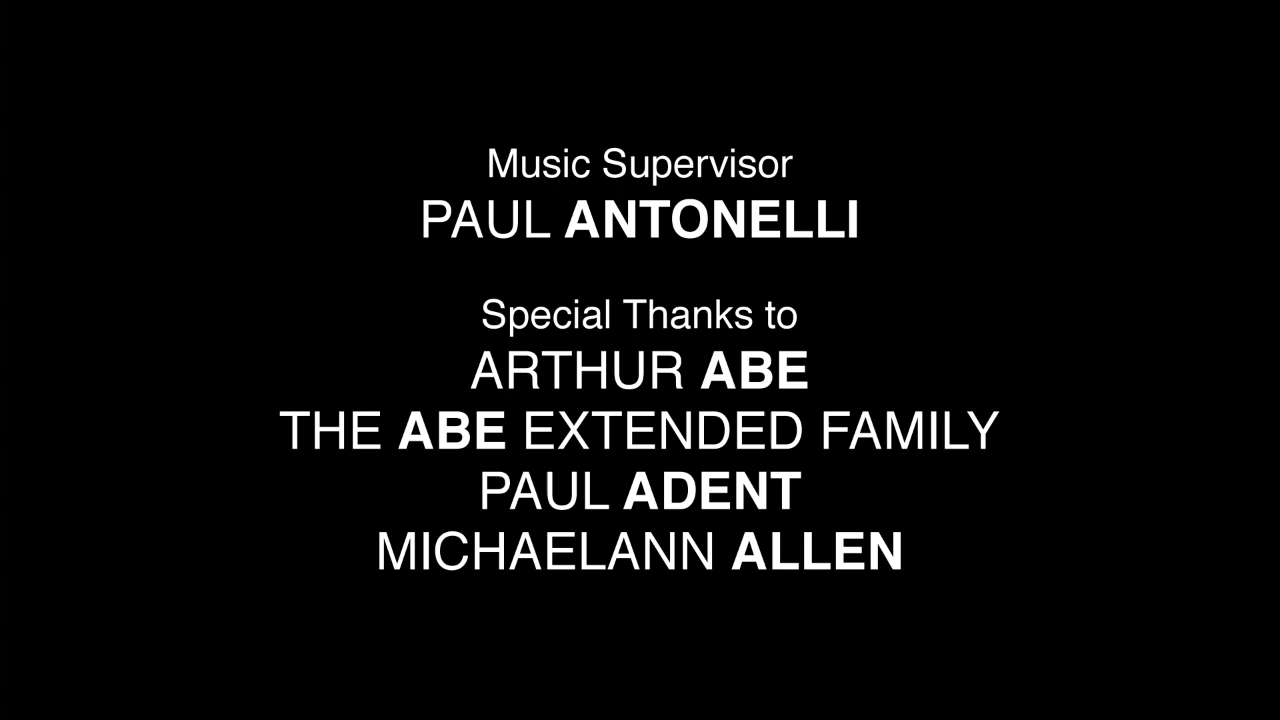 Music Supervisor
PAUL ANTONELLI
Special Thanks to
ARTHUR ABE
THE ABE EXTENDED FAMILY
PAUL ADENT
MICHAELANN ALLEN